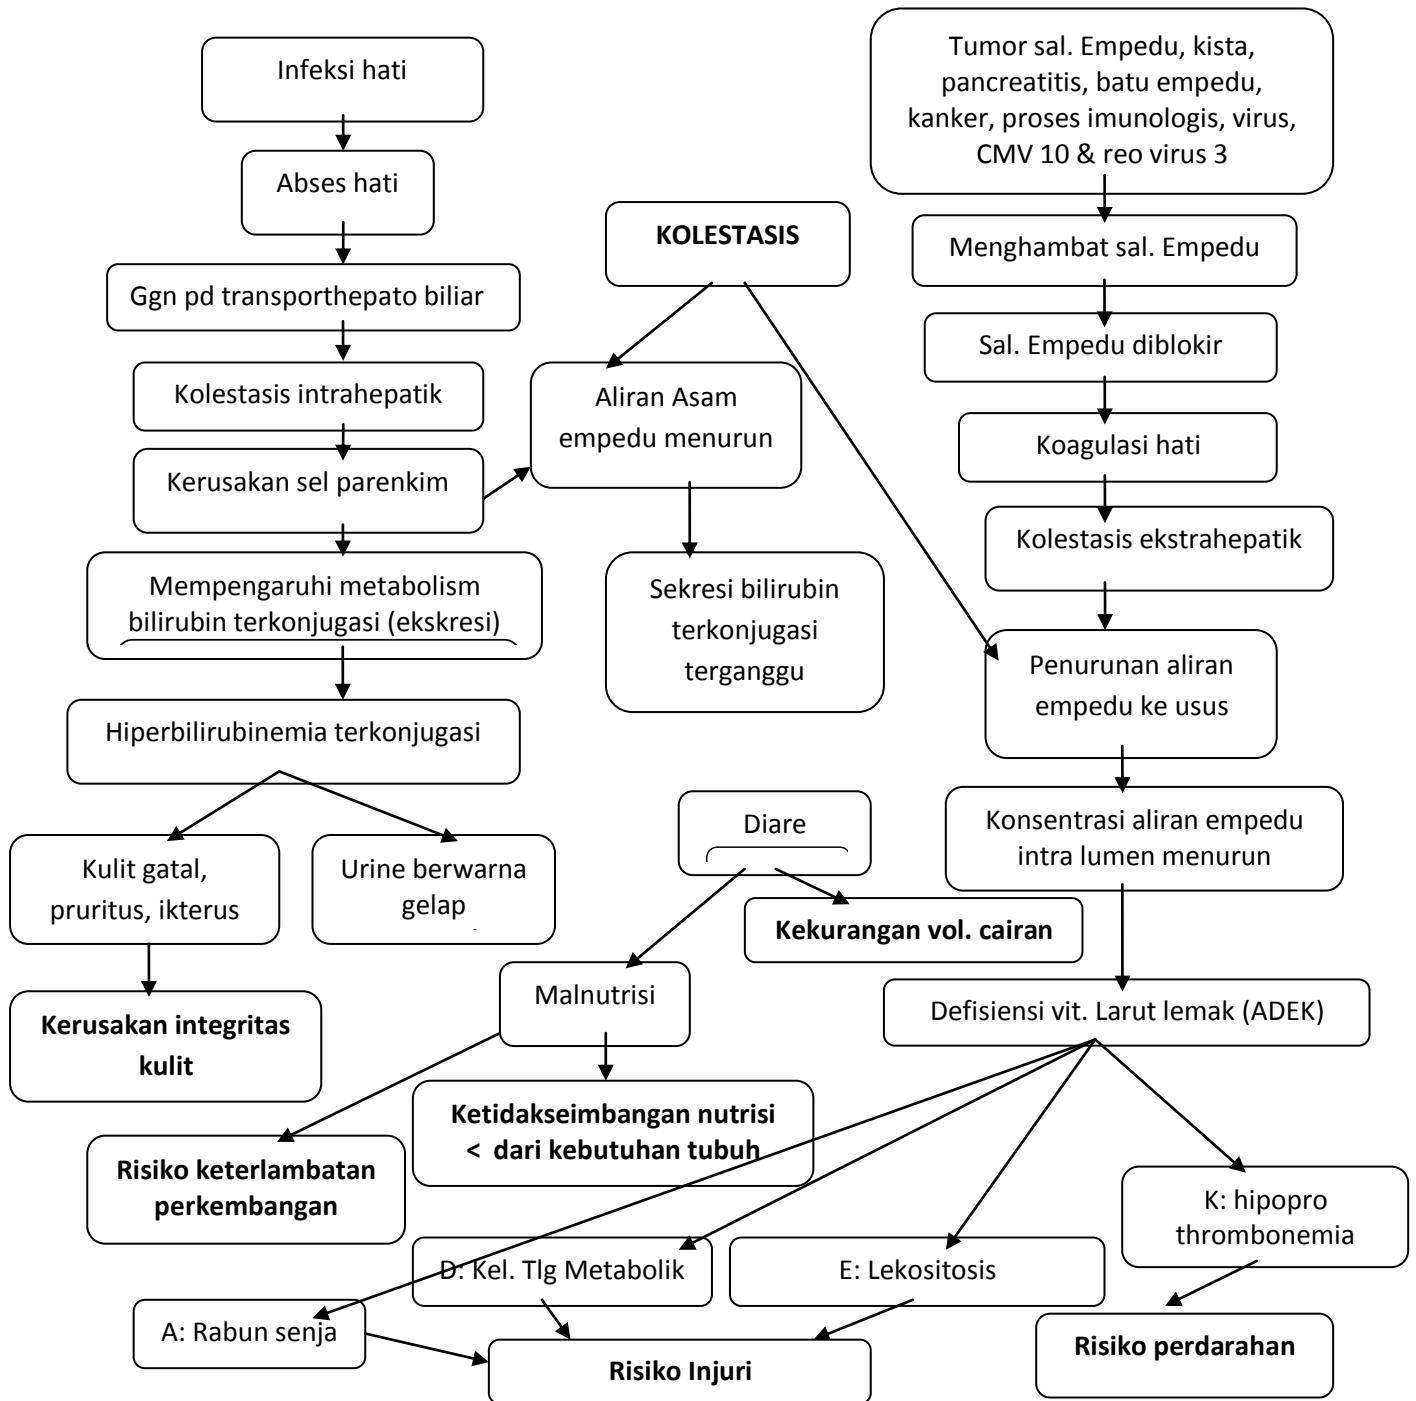 Infeksi hati
Abses hati
Ggn pd transporthepato biliar
Kolestasis intrahepatik
Kerusakan sel parenkim
Mempengaruhi metabolism
bilirubin terkonjugasi (ekskresi)
Hiperbilirubinemia terkonjugasi
Kulit gatal,
pruritus, ikterus
Urine berwarna
gelap
Kerusakan integritas
kulit
KOLESTASIS
Aliran Asam
empedu menurun
Sekresi bilirubin
terkonjugasi
terganggu
Tumor sal. Empedu, kista,
pancreatitis, batu empedu,
kanker, proses imunologis, virus,
CMV 10 & reo virus 3
Menghambat sal. Empedu
Sal. Empedu diblokir
Koagulasi hati
Kolestasis ekstrahepatik
Penurunan aliran
empedu ke usus
Konsentrasi aliran empedu
intra lumen menurun
Diare
Kekurangan vol. cairan
Malnutrisi
Defisiensi vit. Larut lemak (ADEK)
Ketidakseimbangan nutrisi
< dari kebutuhan tubuh
Risiko keterlambatan
perkembangan
K: hipopro
thrombonemia
D: Kel. Tlg Metabolik
E: Lekositosis
A: Rabun senja
Risiko Injuri
Risiko perdarahan